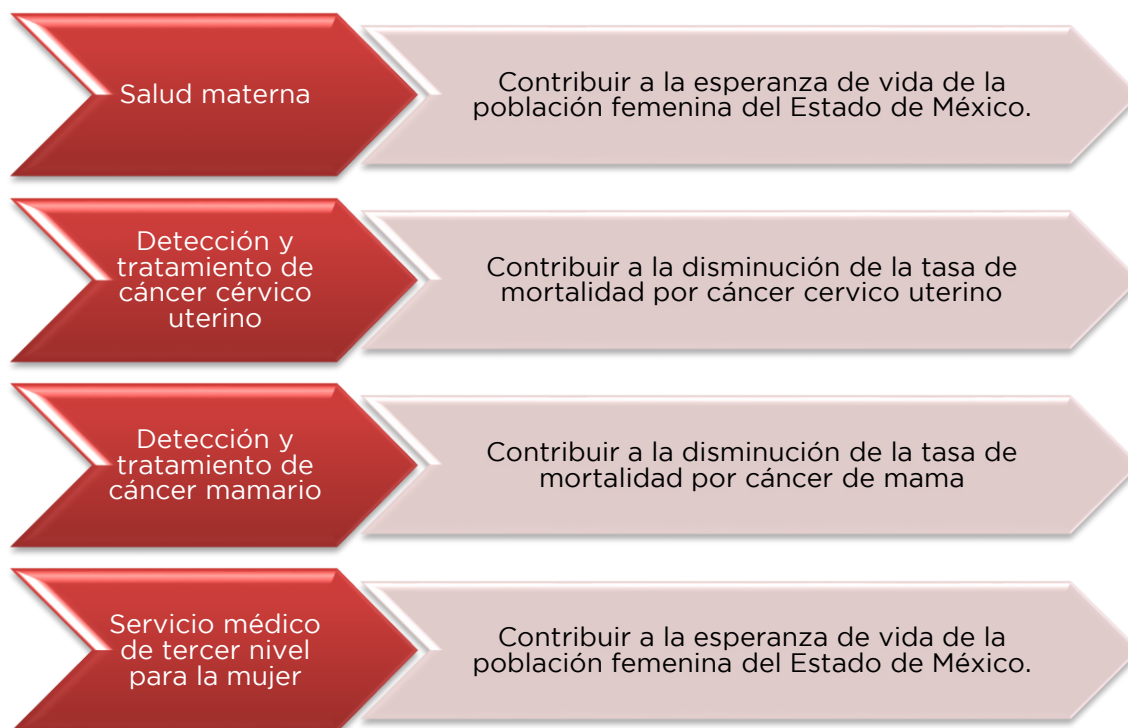 Salud materna
Contribuir a la esperanza de vida de la
población femenina del Estado de México.
Detección y
tratamiento de
cáncer cérvico
uterino
Contribuir a la disminución de la tasa de
mortalidad por cáncer cervico uterino
Detección y
tratamiento de
cáncer mamario
Contribuir a la disminución de la tasa de
mortalidad por cáncer de mama
Servicio médico
de tercer nivel
para la mujer
Contribuir a la esperanza de vida de la
población femenina del Estado de México.